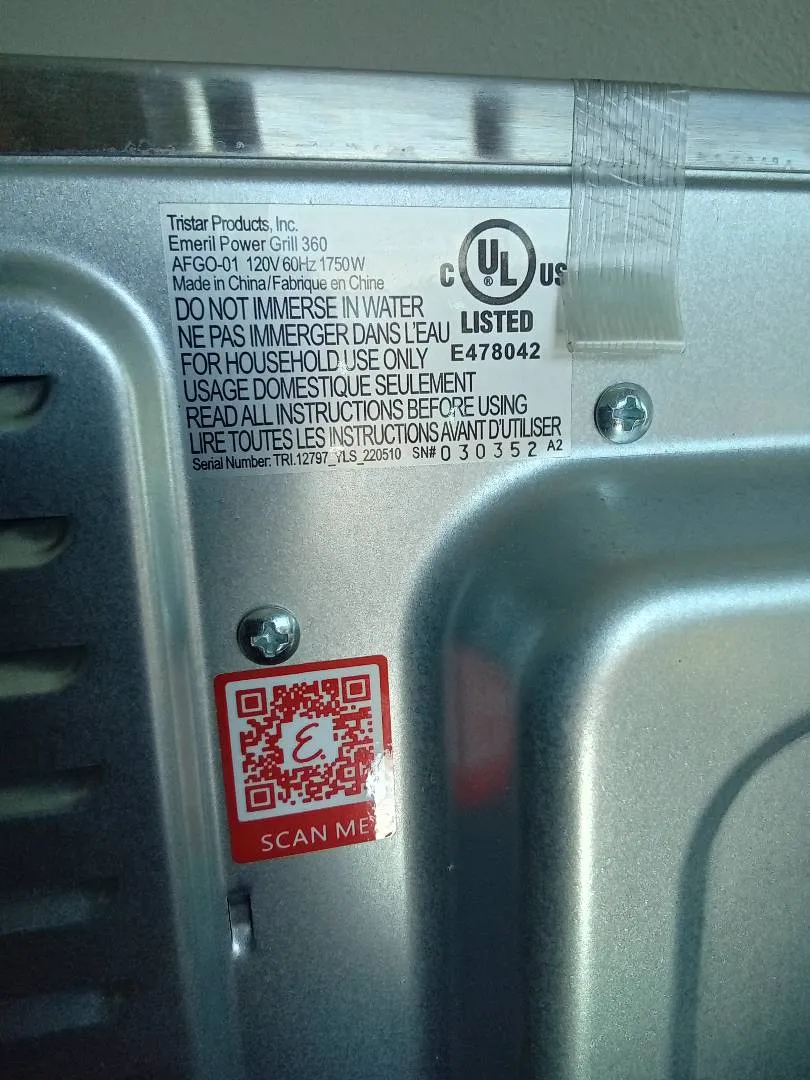 Tristar Products, Inc.
Emeril Power Grill 360
AFGO-01 120V 60Hz 1750W
Made in China/Fabrique en Chine
DO NOT IMMERSE IN WATER
NE PAS IMMERGER DANS L'EAU
FOR HOUSEHOLD USE ONLY
USAGE DOMESTIQUE SEULEMENT
READ ALL INSTRUCTIONS BEFORE USING
LIRE TOUTES LES INSTRUCTIONS AVANT D'UTILISER
Serial Number: TRI.12797_YLS_220510 SN# 030352 A2
C UL ® US
LISTED
E478042
E
SCAN ME